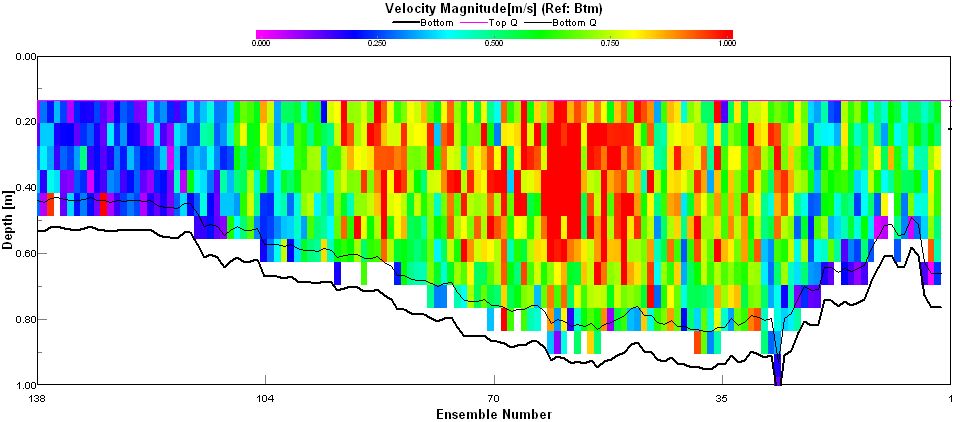 Velocity Magnitude[m/s] (Ref: Btm)
Bottom Top Q Bottom Q
0.000 0.250 0.500 0.750 1.000
0.00
0.20
0.40
0.60
0.80
1.00
Depth [m]
138 104 70 35 1
Ensemble Number